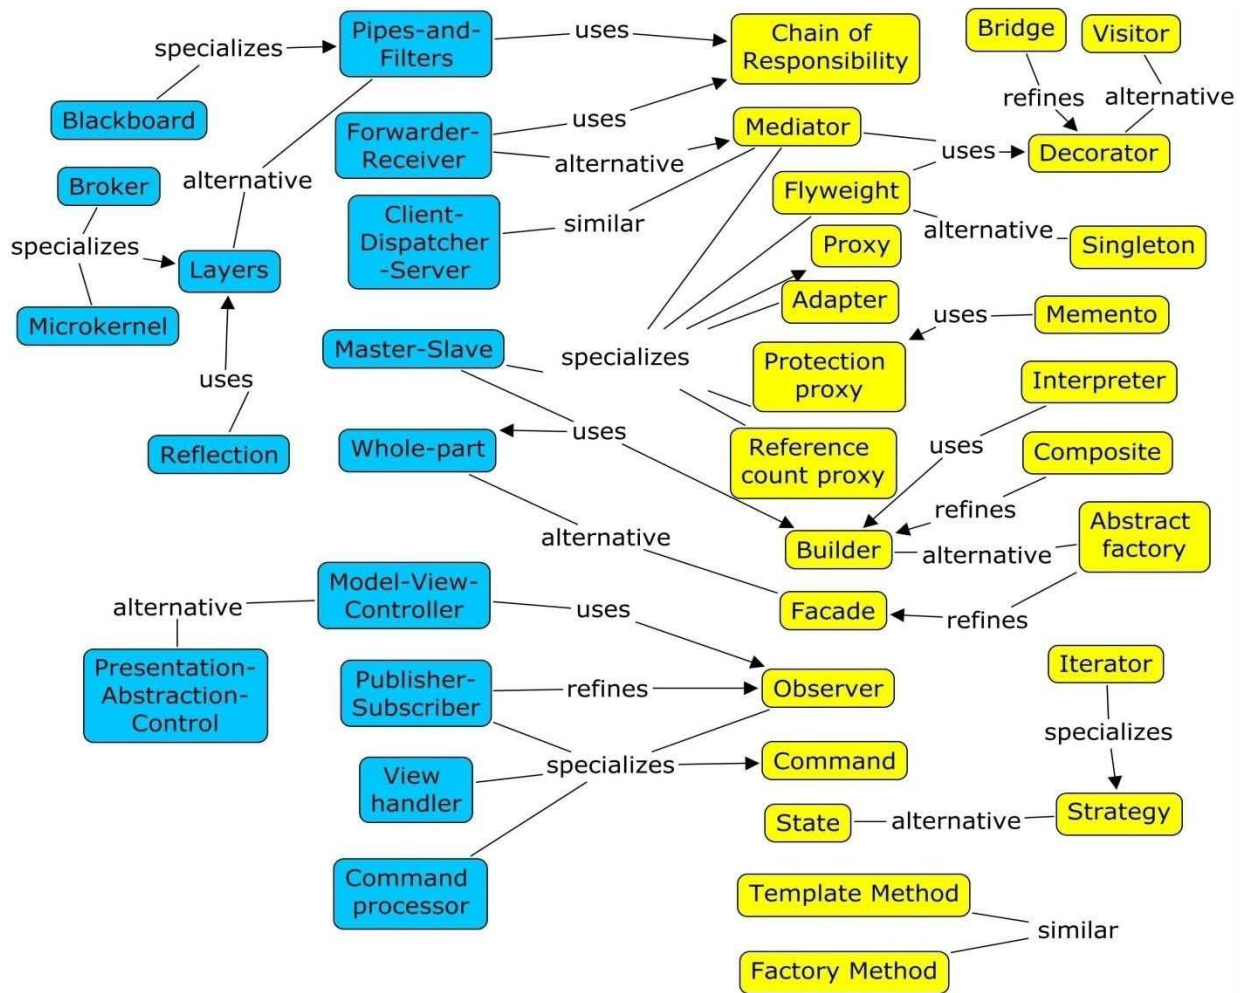 specializes
Pipes-and-
Filters
uses
Chain of
Responsibility
Bridge
Visitor
Blackboard
refines
alternative
Forwarder-
Receiver
uses
alternative
Mediator
uses
Decorator
Broker
alternative
Client-
Dispatcher
-Server
similar
Flyweight
alternative
Singleton
specializes
Layers
Proxy
Microkernel
Adapter
uses
Memento
Master-Slave
specializes
Protection
proxy
Interpreter
uses
Reflection
Whole-part
uses
Reference
count proxy
uses
Composite
refines
alternative
Builder
alternative
Abstract
factory
alternative
Model-View-
Controller
uses
Facade
refines
Presentation-
Abstraction-
Control
Publisher-
Subscriber
refines
Observer
Iterator
View
handler
specializes
Command
specializes
State
alternative
Strategy
Command
processor
Template Method
similar
Factory Method